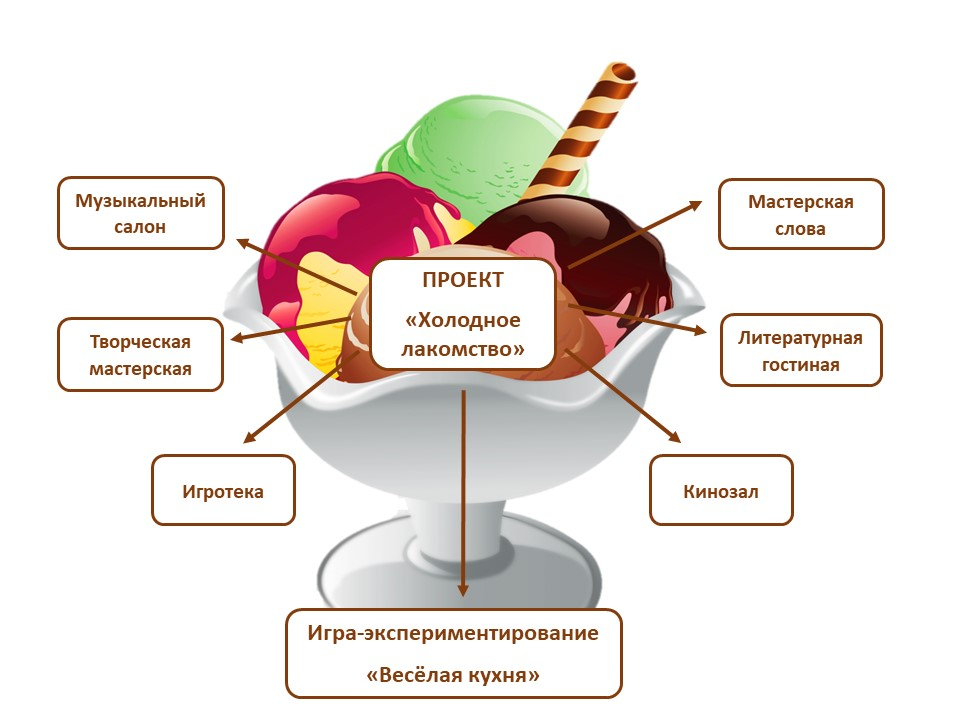 Музыкальный
салон
Мастерская
слова
ПРОЕКТ
«Холодное
лакомство»
Творческая
мастерская
Литературная
гостиная
Игротека
Кинозал
Игра-экспериментирование
«Весёлая кухня»